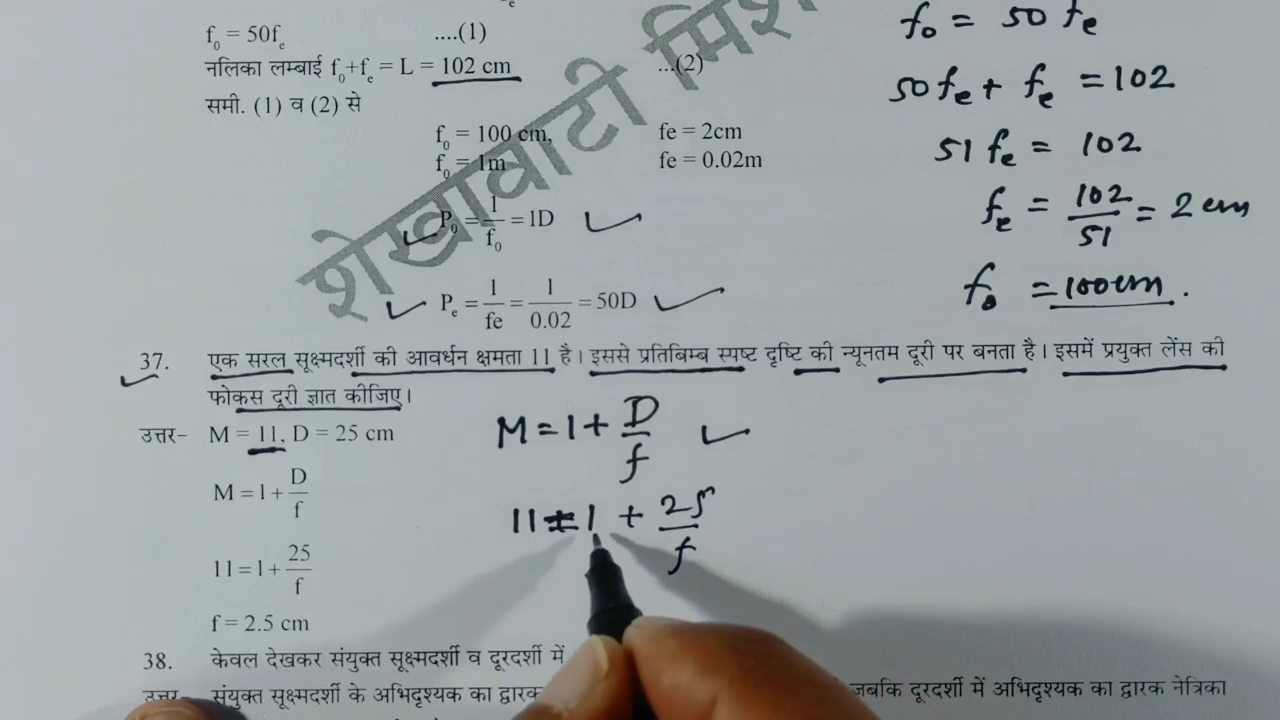 f₀ = 50fₑ ....(1)
नलिका लम्बाई f₀+fₑ = L = 102 cm ...(2)
समी. (1) व (2) से
f₀ = 100 cm, fe = 2cm
f₀ = 1m fe = 0.02m
P₀ = 1/f₀ = 1D
Pₑ = 1/fe = 1/0.02 = 50D
शेखावाटी मिश
37. एक सरल सूक्ष्मदर्शी की आवर्धन क्षमता 11 है। इससे प्रतिबिम्ब स्पष्ट दृष्टि की न्यूनतम दूरी पर बनता है। इसमें प्रयुक्त लेंस की
फोकस दूरी ज्ञात कीजिए।
उत्तर- M = 11, D = 25 cm
M = 1 + D/f
11 = 1 + 25/f
f = 2.5 cm
38. केवल देखकर संयुक्त सूक्ष्मदर्शी व दूरदर्शी में
उत्तर- संयुक्त सूक्ष्मदर्शी के अभिदृश्यक का द्वारक जबकि दूरदर्शी में अभिदृश्यक का द्वारक नेत्रिका
f₀ = 50 fₑ
50fₑ + fₑ = 102
51 fₑ = 102
fₑ = 102/51 = 2 cm
f₀ = 100cm.
M = 1 + D/f
11 = 1 + 25/f